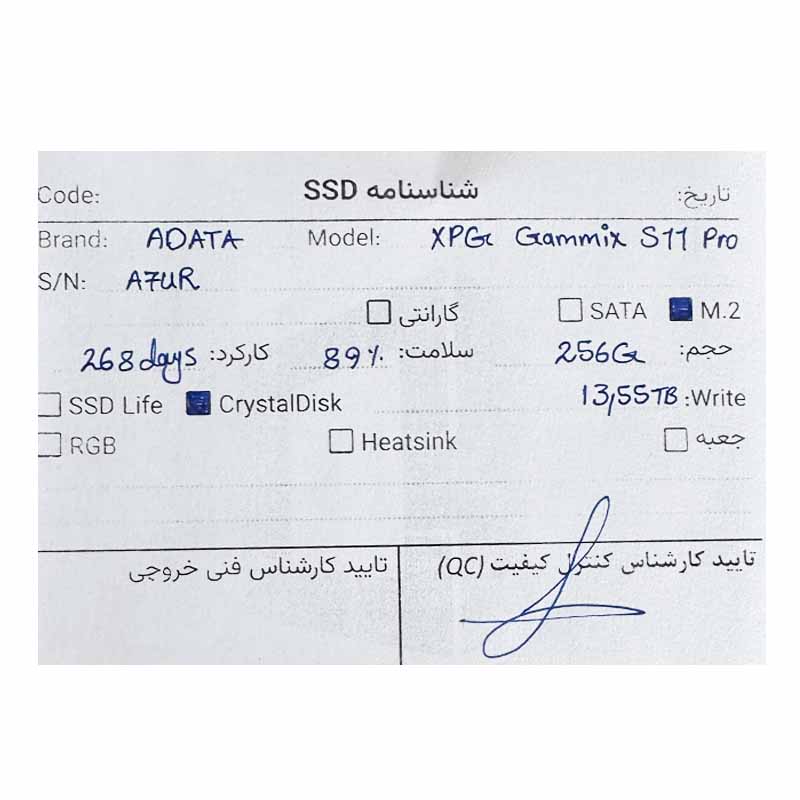 Code: شناسنامه SSD تاریخ:
Brand: ADATA Model: XPG Gammix S11 Pro
S/N: A7UR
گارانتی SATA M.2
حجم: 256G سلامت: 89% کارکرد: 268 days
SSD Life CrystalDisk 13,55TB :Write
RGB Heatsink جعبه
تایید کارشناس کنترل کیفیت (QC) تایید کارشناس فنی خروجی